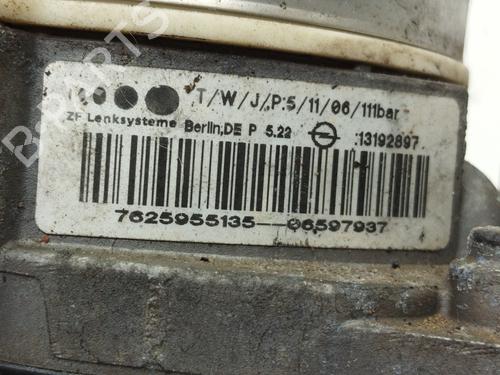 T/W/J/P:5/11/06/111bar
ZF Lenksysteme Berlin;DE P 5.22 13192897
7625955135 06597937